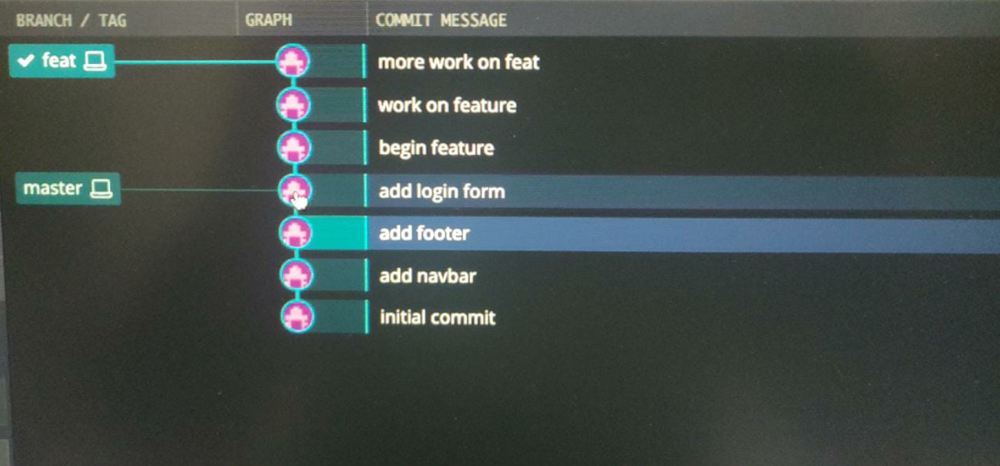 BRANCH / TAG GRAPH COMMIT MESSAGE
feat more work on feat
work on feature
begin feature
master add login form
add footer
add navbar
initial commit